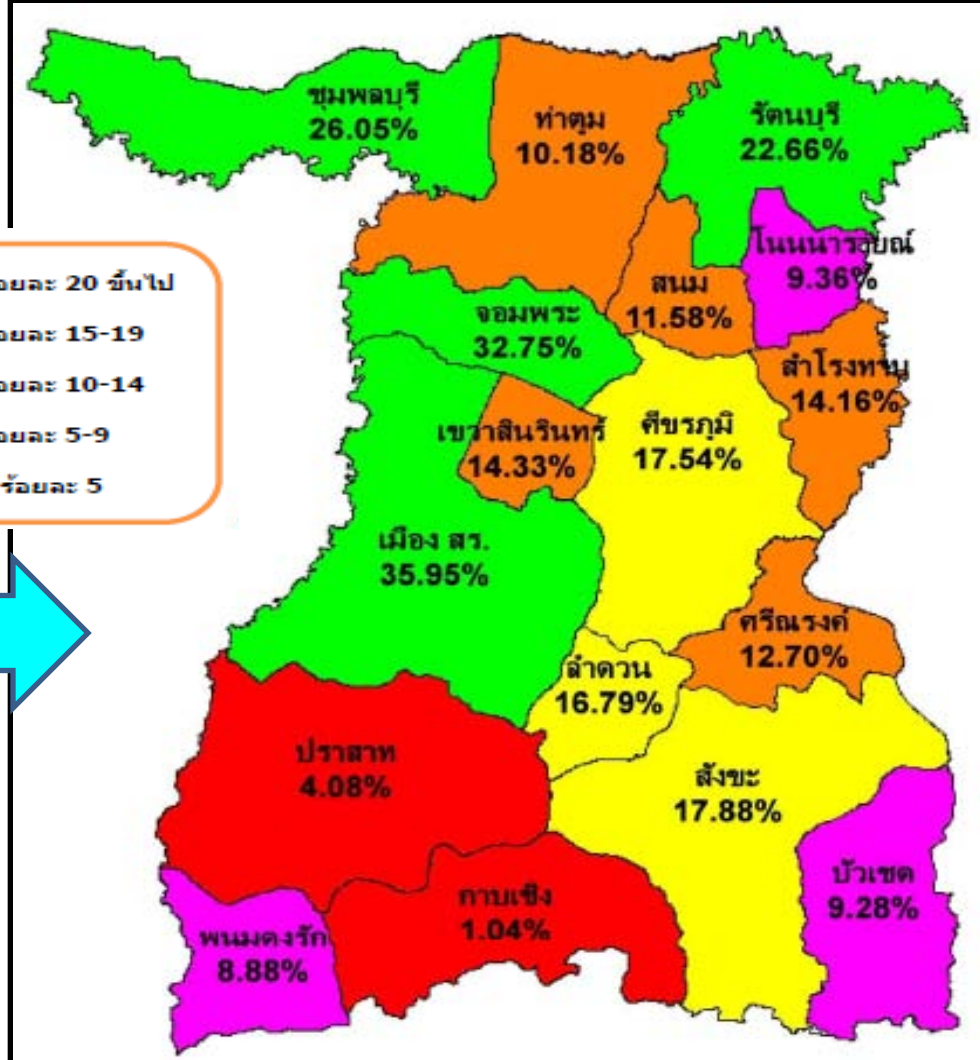 ชุมพลบุรี
26.05%
ท่าตูม
10.18%
รัตนบุรี
22.66%
โนนนารายณ์
9.36%
สนม
11.58%
จอมพระ
32.75%
สำโรงทาบ
14.16%
เขวาสินรินทร์
14.33%
ศีขรภูมิ
17.54%
ยละ 20 ขึ้นไป
ยละ 15-19
ยละ 10-14
ยละ 5-9
ร้อยละ 5
เมือง สร.
35.95%
ศรีณรงค์
12.70%
ลำดวน
16.79%
ปราสาท
4.08%
สังขะ
17.88%
บัวเชด
9.28%
กาบเชิง
1.04%
พนมดงรัก
8.88%